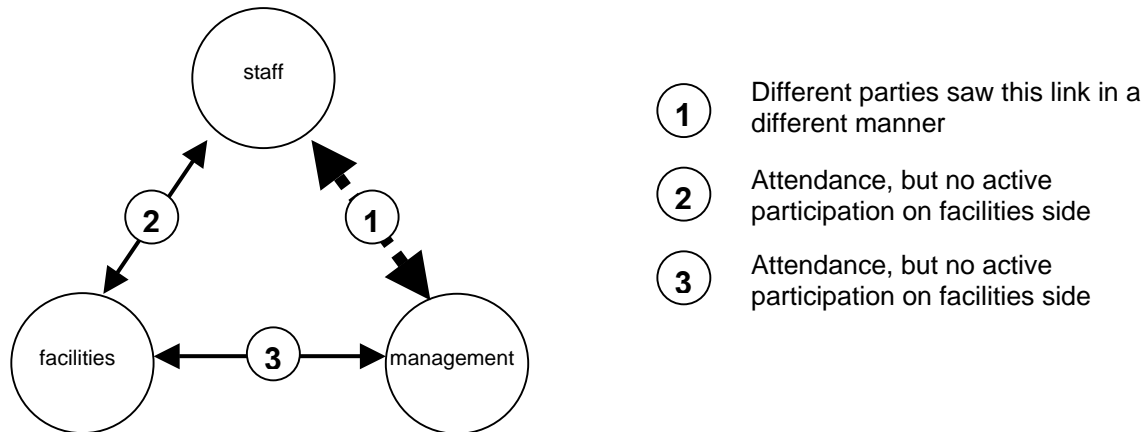 staff
1
Different parties saw this link in a
different manner
2
1
2
Attendance, but no active
participation on facilities side
3
Attendance, but no active
participation on facilities side
facilities
3
management